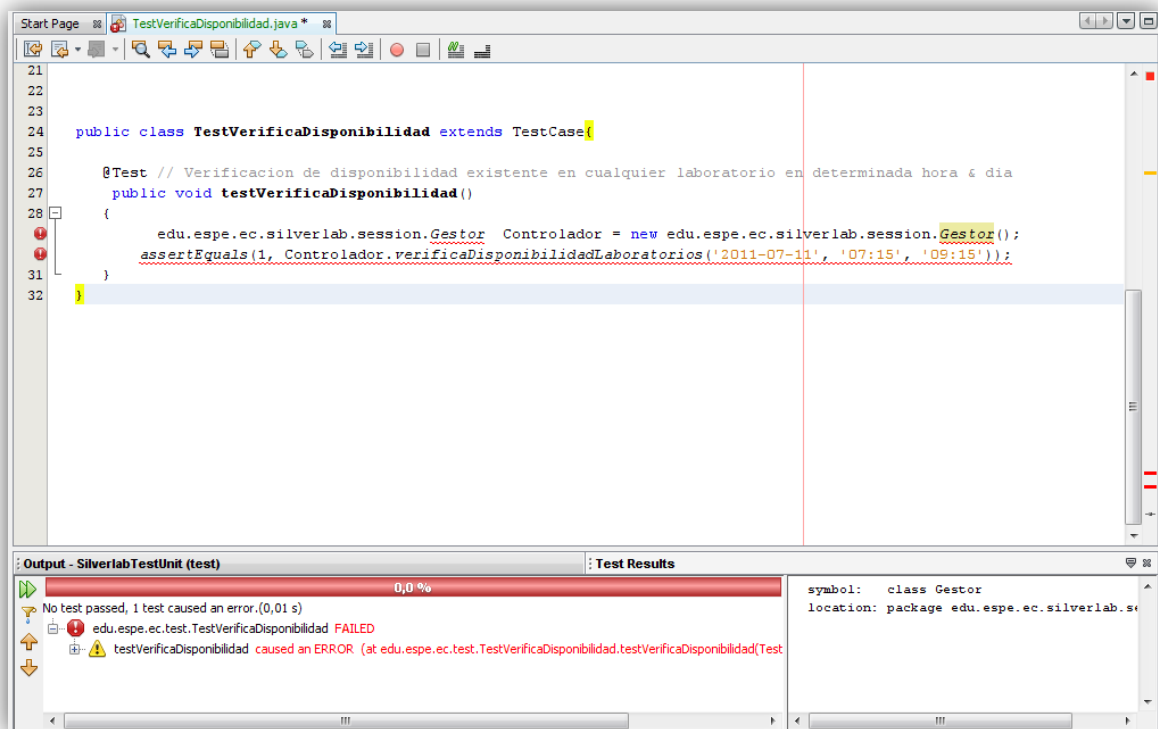 Start Page TestVerificaDisponibilidad.java *
21
22
23
24 public class TestVerificaDisponibilidad extends TestCase{
25
26 @Test // Verificacion de disponibilidad existente en cualquier laboratorio en determinada hora & dia
27 public void testVerificaDisponibilidad()
28 {
edu.espe.ec.silverlab.session.Gestor Controlador = new edu.espe.ec.silverlab.session.Gestor();
assertEquals(1, Controlador.verificaDisponibilidadLaboratorios('2011-07-11', '07:15', '09:15'));
31 }
32 }
Output - SilverlabTestUnit (test) Test Results
0,0 %
No test passed, 1 test caused an error.(0,01 s)
edu.espe.ec.test.TestVerificaDisponibilidad FAILED
testVerificaDisponibilidad caused an ERROR (at edu.espe.ec.test.TestVerificaDisponibilidad.testVerificaDisponibilidad(Test
symbol: class Gestor
location: package edu.espe.ec.silverlab.se